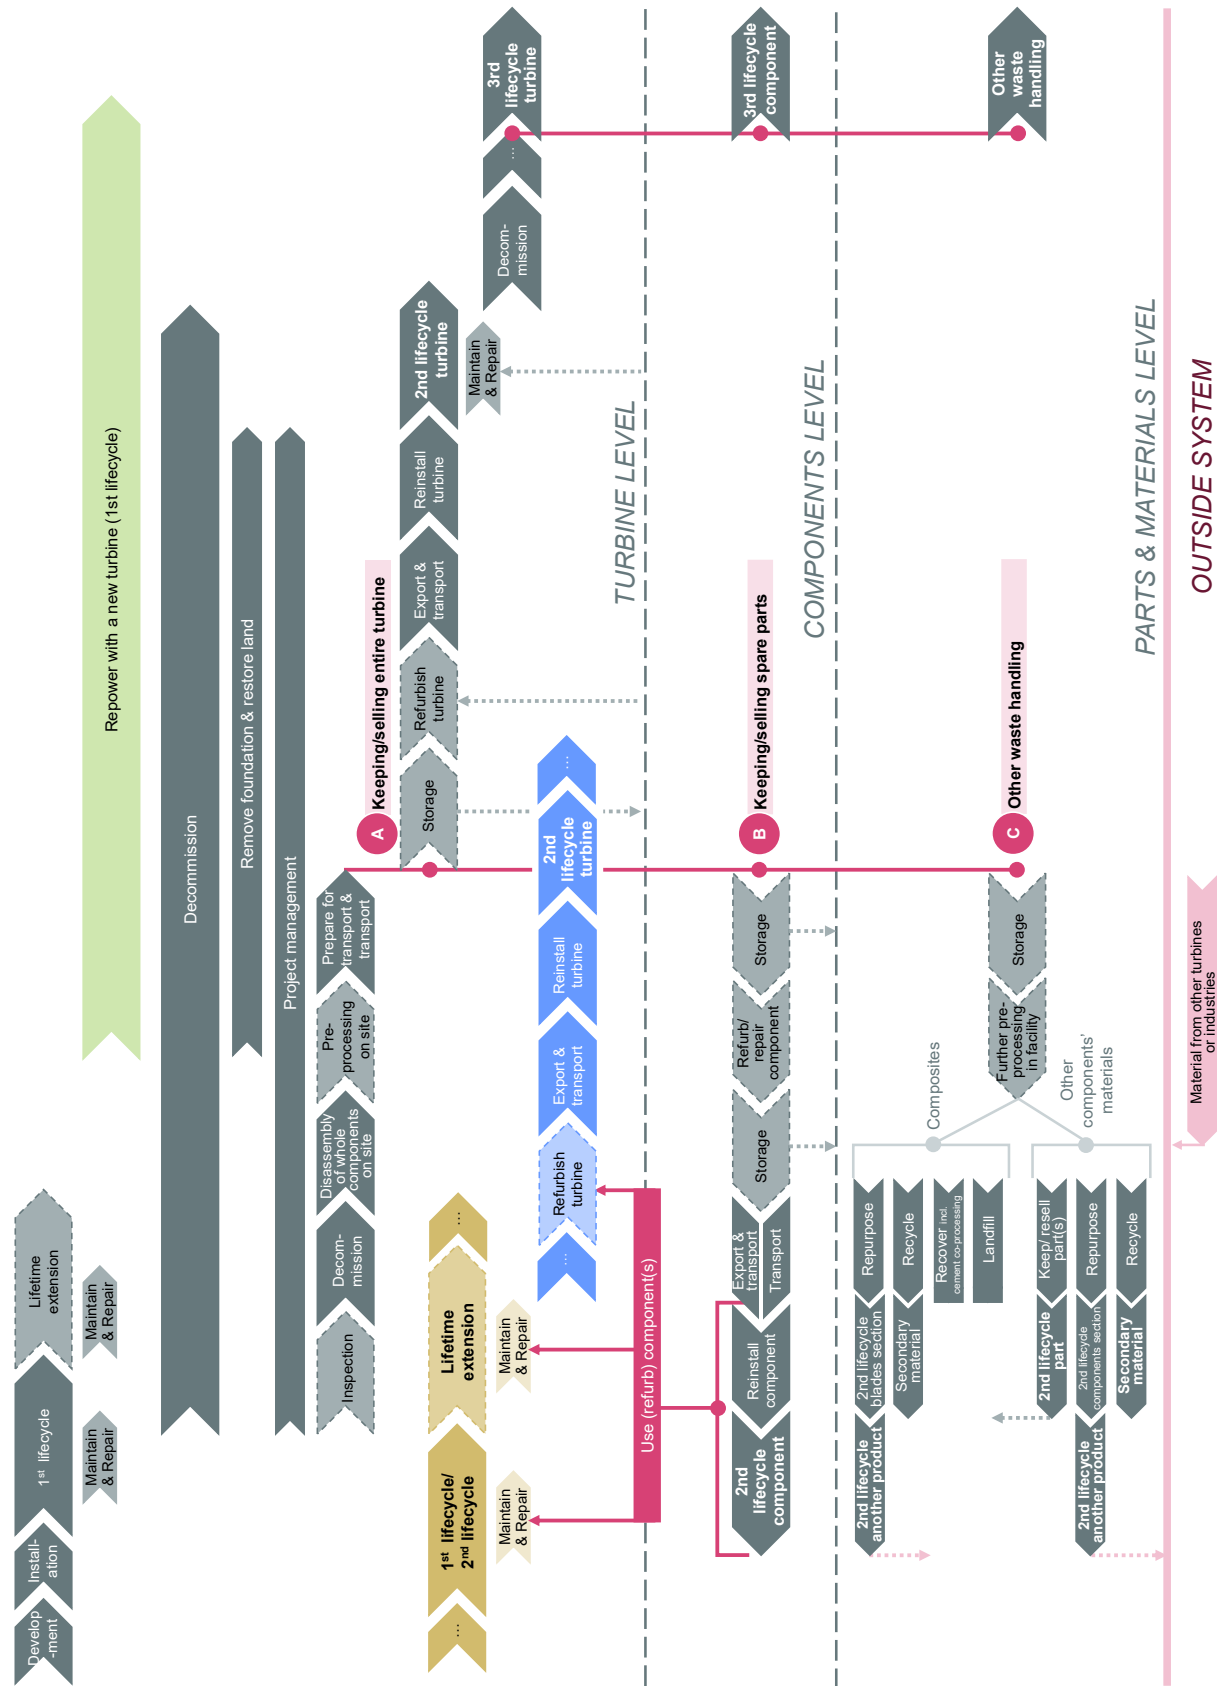 Develop
-ment
Install-
ation
1st lifecycle
Lifetime
extension
Maintain
& Repair
Maintain
& Repair
Repower with a new turbine (1st lifecycle)
Decommission
Remove foundation & restore land
Project management
Inspection
Decom-
mission
Disassembly
of whole
components
on site
Pre-
processing
on site
Prepare for
transport &
transport
A
Keeping/selling entire turbine
Storage
Refurbish
turbine
Export &
transport
Reinstall
turbine
2nd lifecycle
turbine
Maintain
& Repair
Decom-
mission
...
3rd
lifecycle
turbine
...
1st lifecycle/
2nd lifecycle
Lifetime
extension
...
Maintain
& Repair
Maintain
& Repair
...
Refurbish
turbine
Export &
transport
Reinstall
turbine
2nd
lifecycle
turbine
...
TURBINE LEVEL
Use (refurb) component(s)
B
Keeping/selling spare parts
Storage
Refurb/
repair
component
Storage
Export &
transport
Transport
Reinstall
component
2nd
lifecycle
component
3rd lifecycle
component
COMPONENTS LEVEL
C
Other waste handling
Storage
Further pre-
processing
in facility
Composites
Other
components'
materials
Repurpose
2nd lifecycle
blades section
2nd lifecycle
another product
Recycle
Secondary
material
Recover incl.
cement co-processing
Landfill
Keep/ resell
part(s)
2nd lifecycle
part
Repurpose
2nd lifecycle
components section
2nd lifecycle
another product
Recycle
Secondary
material
Other
waste
handling
PARTS & MATERIALS LEVEL
Material from other turbines
or industries
OUTSIDE SYSTEM